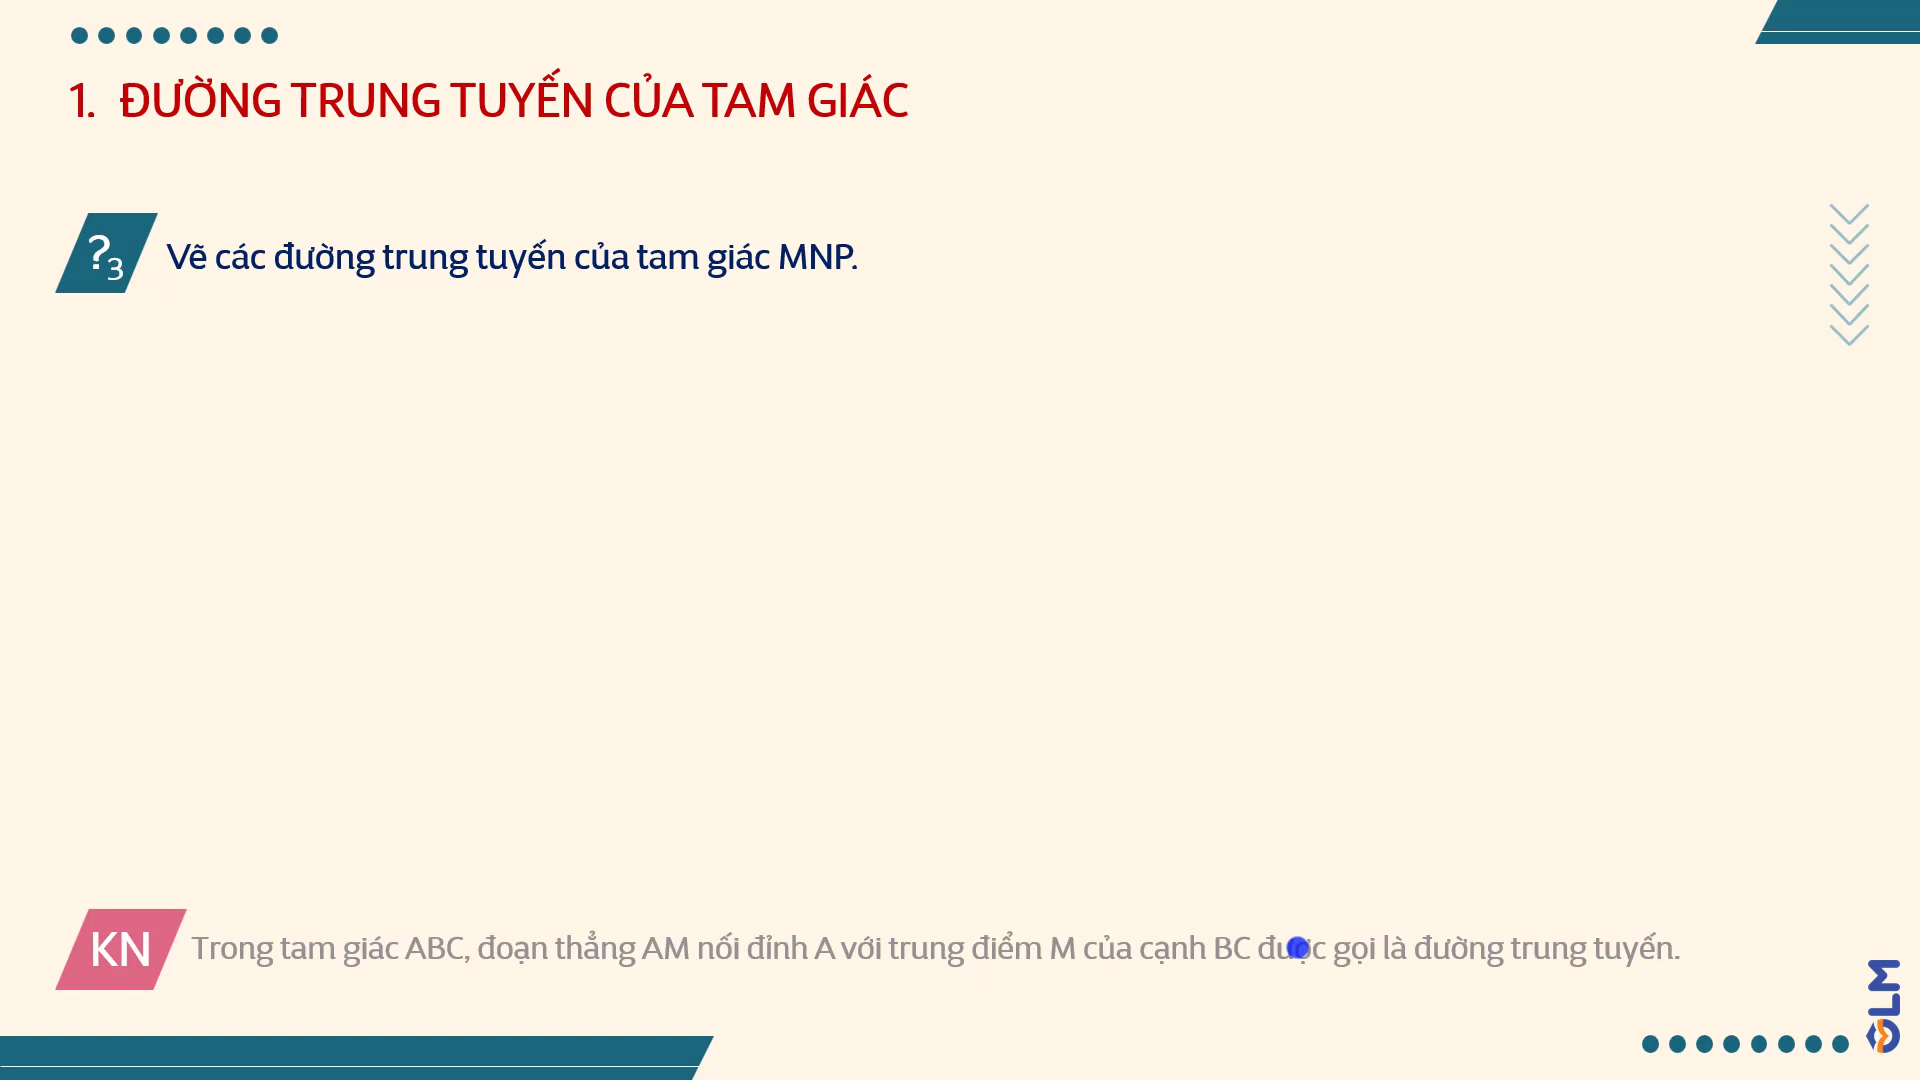 1. ĐƯỜNG TRUNG TUYẾN CỦA TAM GIÁC
?3 Vẽ các đường trung tuyến của tam giác MNP.
KN Trong tam giác ABC, đoạn thẳng AM nối đỉnh A với trung điểm M của cạnh BC được gọi là đường trung tuyến.
OLM